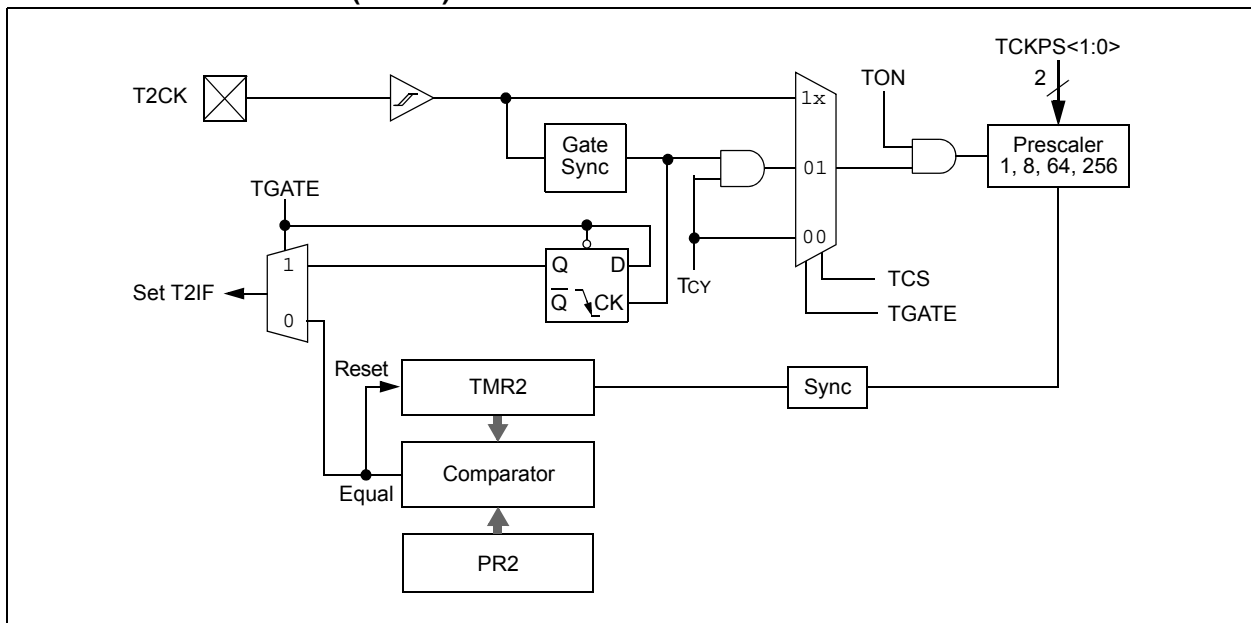 TCKPS<1:0>
2
TON
T2CK
1x
Gate
Sync
Prescaler
1, 8, 64, 256
01
TGATE
00
1
Q D
Q CK
TCY
TCS
Set T2IF
TGATE
0
Reset
TMR2
Sync
Comparator
Equal
PR2